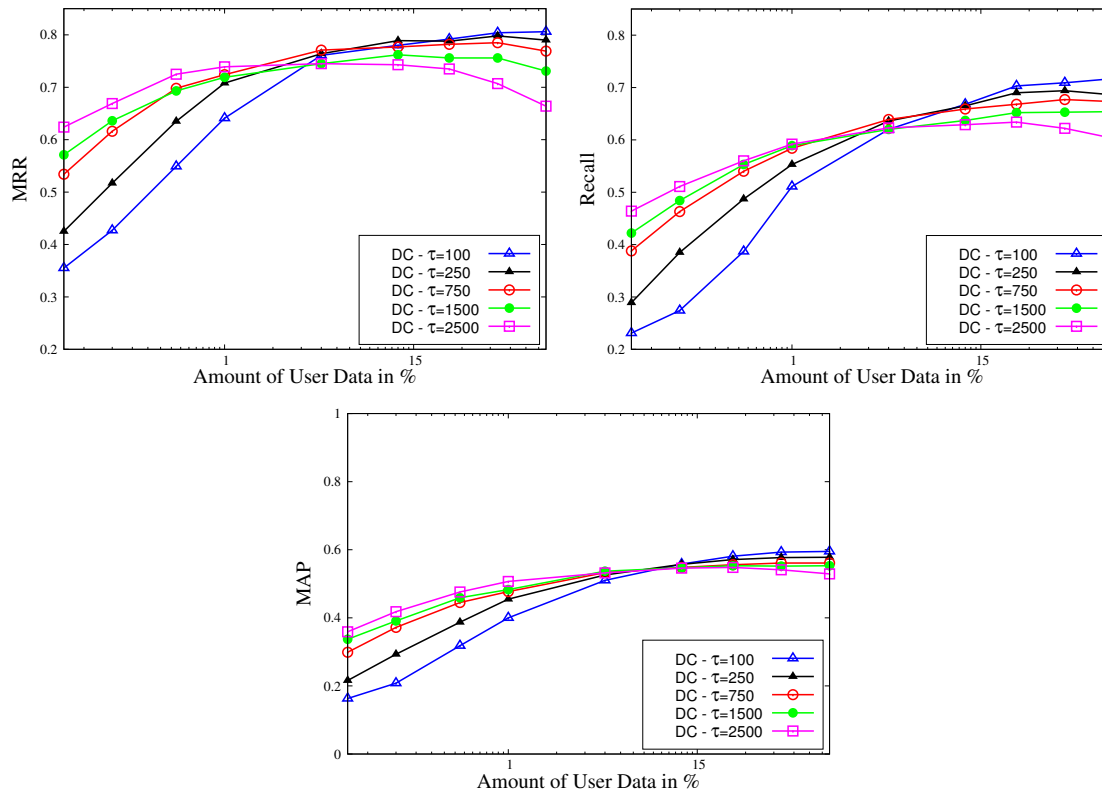 0.8
0.7
0.6
0.5
0.4
0.3
0.2
MRR
DC - τ=100
DC - τ=250
DC - τ=750
DC - τ=1500
DC - τ=2500
1
15
Amount of User Data in %
0.8
0.7
0.6
0.5
0.4
0.3
0.2
Recall
DC - τ=100
DC - τ=250
DC - τ=750
DC - τ=1500
DC - τ=2500
1
15
Amount of User Data in %
1
0.8
0.6
0.4
0.2
0
MAP
DC - τ=100
DC - τ=250
DC - τ=750
DC - τ=1500
DC - τ=2500
1
15
Amount of User Data in %